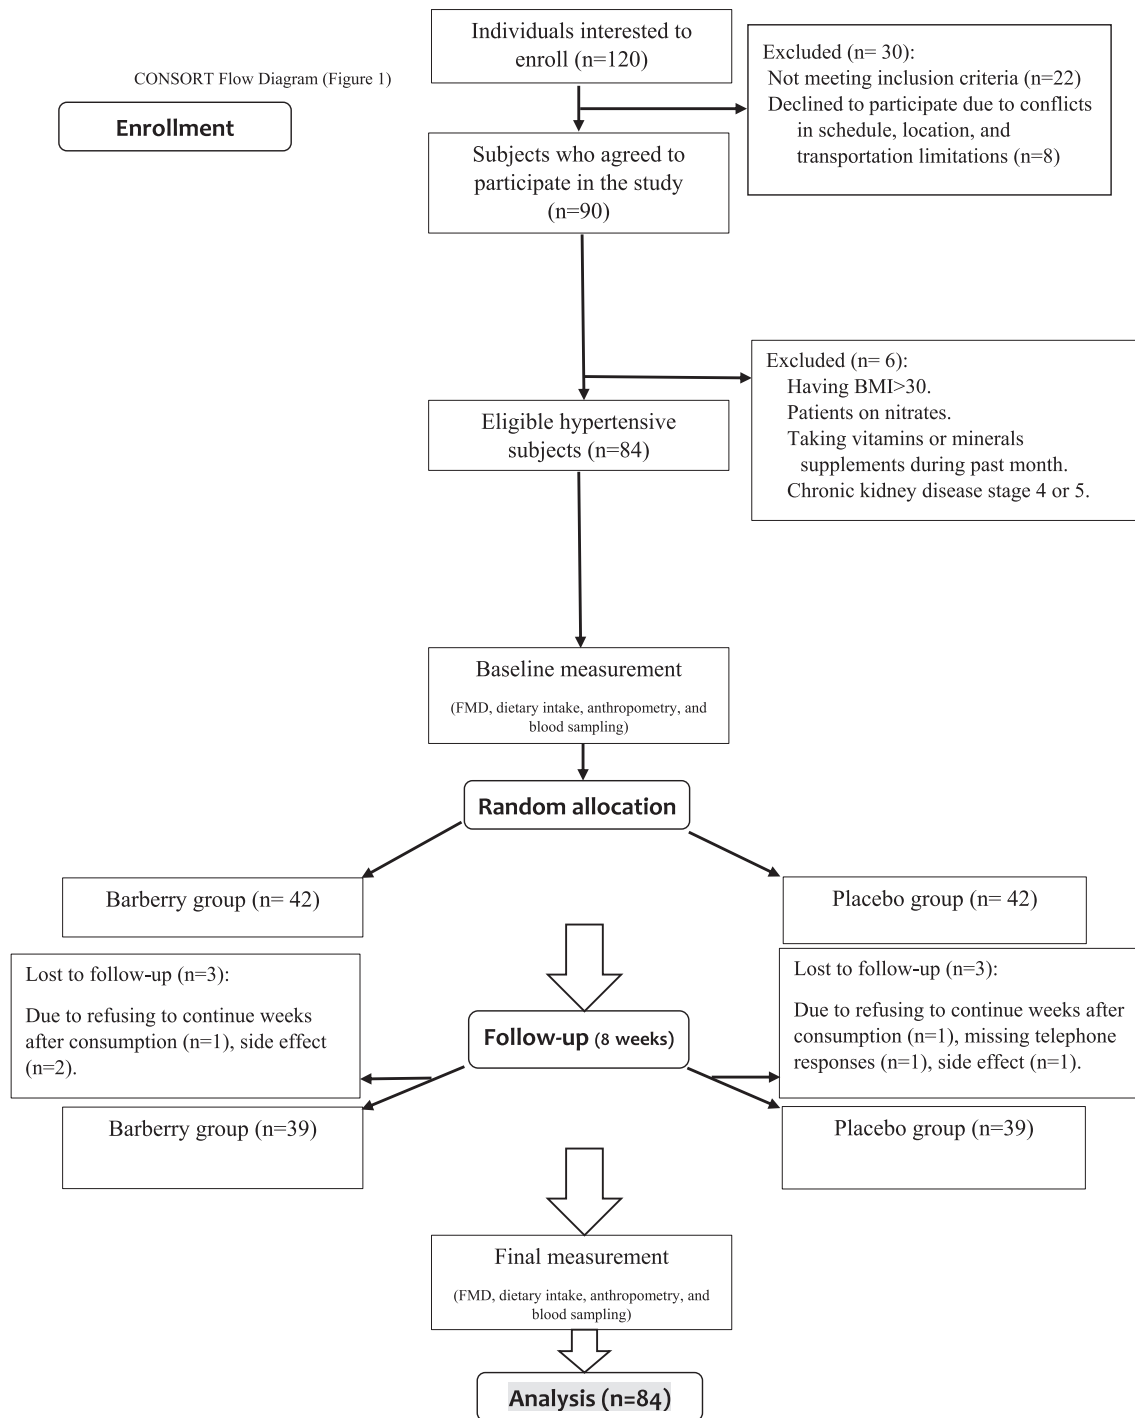 Individuals interested to
enroll (n=120)
Excluded (n= 30):
Not meeting inclusion criteria (n=22)
Declined to participate due to conflicts
in schedule, location, and
transportation limitations (n=8)
CONSORT Flow Diagram (Figure 1)
Enrollment
Subjects who agreed to
participate in the study
(n=90)
Excluded (n= 6):
Having BMI>30.
Patients on nitrates.
Taking vitamins or minerals
supplements during past month.
Chronic kidney disease stage 4 or 5.
Eligible hypertensive
subjects (n=84)
Baseline measurement
(FMD, dietary intake, anthropometry, and
blood sampling)
Random allocation
Barberry group (n= 42)
Placebo group (n= 42)
Lost to follow-up (n=3):
Due to refusing to continue weeks
after consumption (n=1), side effect
(n=2).
Lost to follow-up (n=3):
Due to refusing to continue weeks after
consumption (n=1), missing telephone
responses (n=1), side effect (n=1).
Follow-up (8 weeks)
Barberry group (n=39)
Placebo group (n=39)
Final measurement
(FMD, dietary intake, anthropometry, and
blood sampling)
Analysis (n=84)